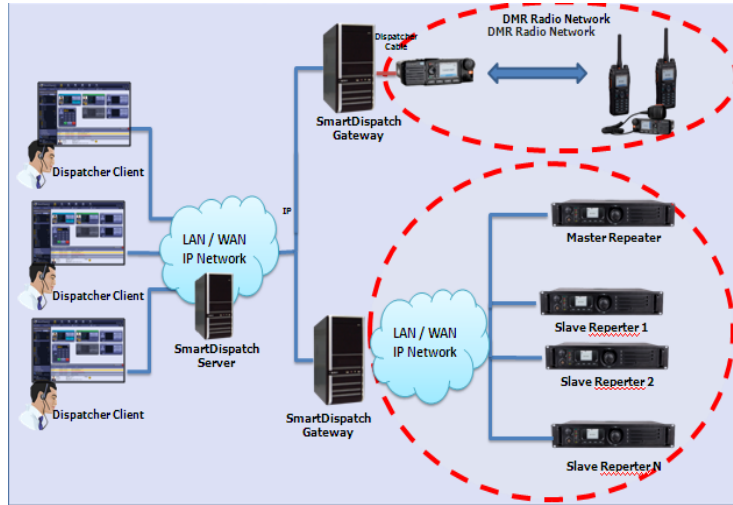 DMR Radio Network
DMR Radio Network
Dispatcher
Cable
SmartDispatch
Gateway
Dispatcher Client
IP
LAN / WAN
IP Network
Master Repeater
Dispatcher Client
LAN / WAN
IP Network
Slave Reperter 1
SmartDispatch
Server
Slave Reperter 2
SmartDispatch
Gateway
Dispatcher Client
Slave Reperter N